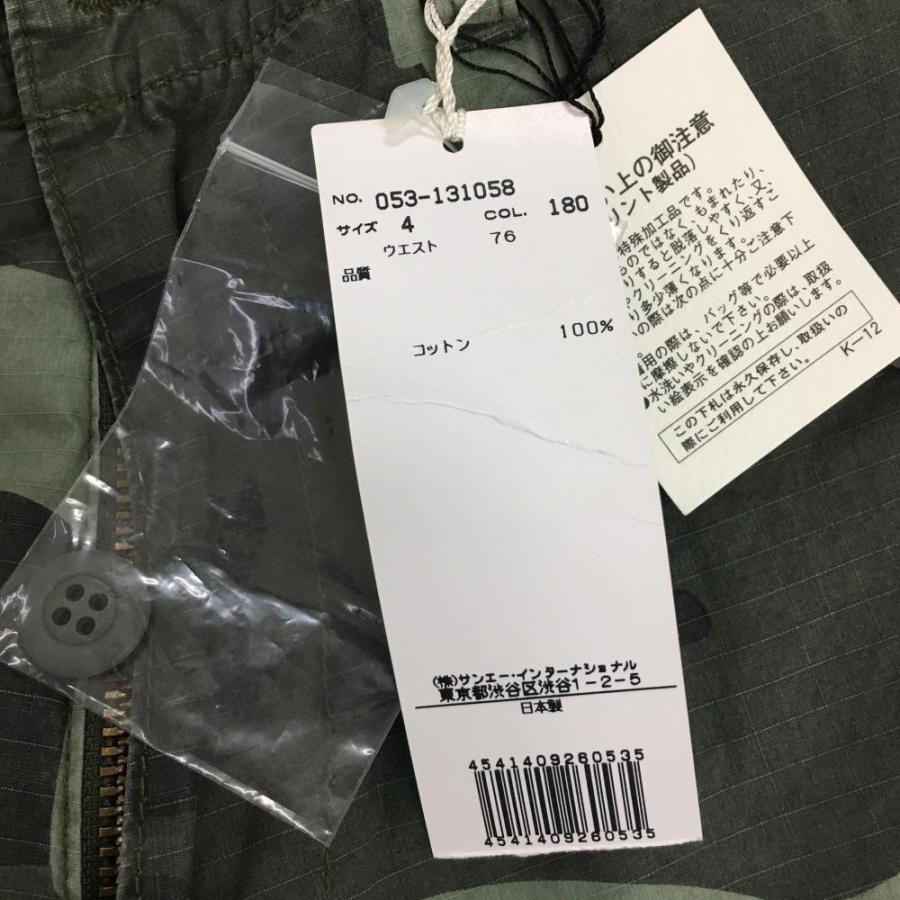 NO. 053-131058
サイズ 4 COL. 180
ウエスト 76
品質
コットン 100%
(株)サンエー・インターナショナル
東京都渋谷区渋谷1-2-5
日本製
4541409260535
4541409260535
い上の御注意
リント製品)
特殊加工品です。
ものではなく、もまれたり、
りすると脱落しやすく、又
やクリーニングをくり返すこ
り多少薄くなります。
の際は次の点に十分ご注意下
用の際は、バッグ等で必要以上
に摩擦しないで下さい。
●水洗いやクリーニングの際は、取扱
い絵表示を確認の上お願いします。
この下札は永久保存し、取扱いの
際にご利用して下さい。
K-12